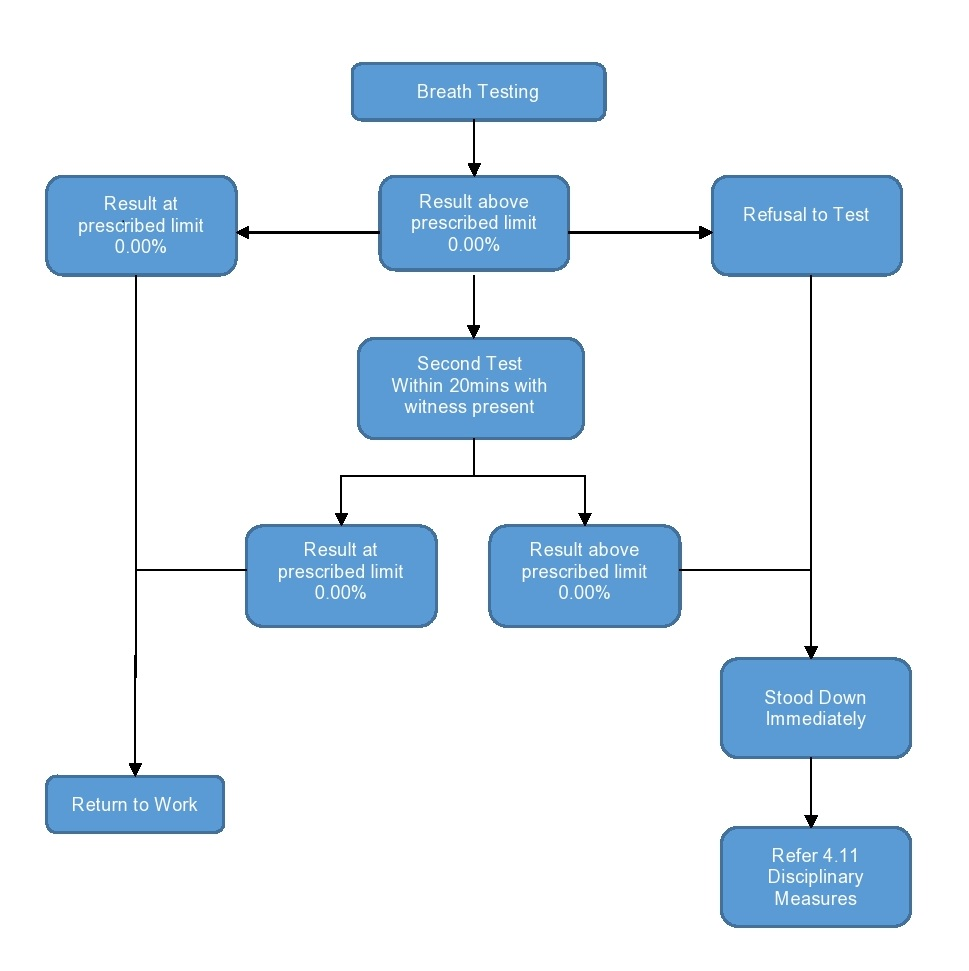 Breath Testing
Result at
prescribed limit
0.00%
Result above
prescribed limit
0.00%
Refusal to Test
Second Test
Within 20mins with
witness present
Result at
prescribed limit
0.00%
Result above
prescribed limit
0.00%
Stood Down
Immediately
Return to Work
Refer 4.11
Disciplinary
Measures